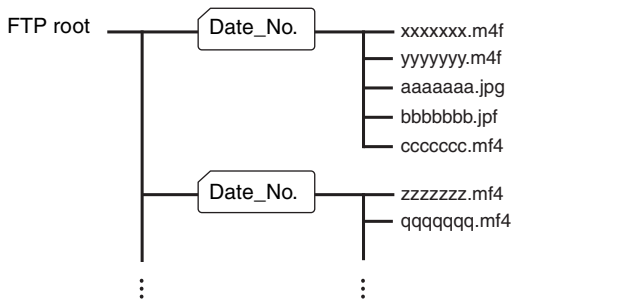 FTP root
Date_No.
xxxxxxx.m4f
yyyyyyy.m4f
aaaaaaa.jpg
bbbbbbb.jpf
ccccccc.mf4
Date_No.
zzzzzzz.mf4
qqqqqqq.mf4